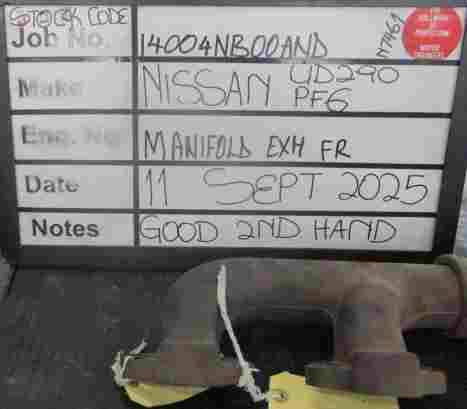 STOCK CODE
Job No. 14004NB00AND
Make NISSAN UD290
PF6
Eng. No MANIFOLD EXH FR
Date 11 SEPT 2025
Notes GOOD 2ND HAND